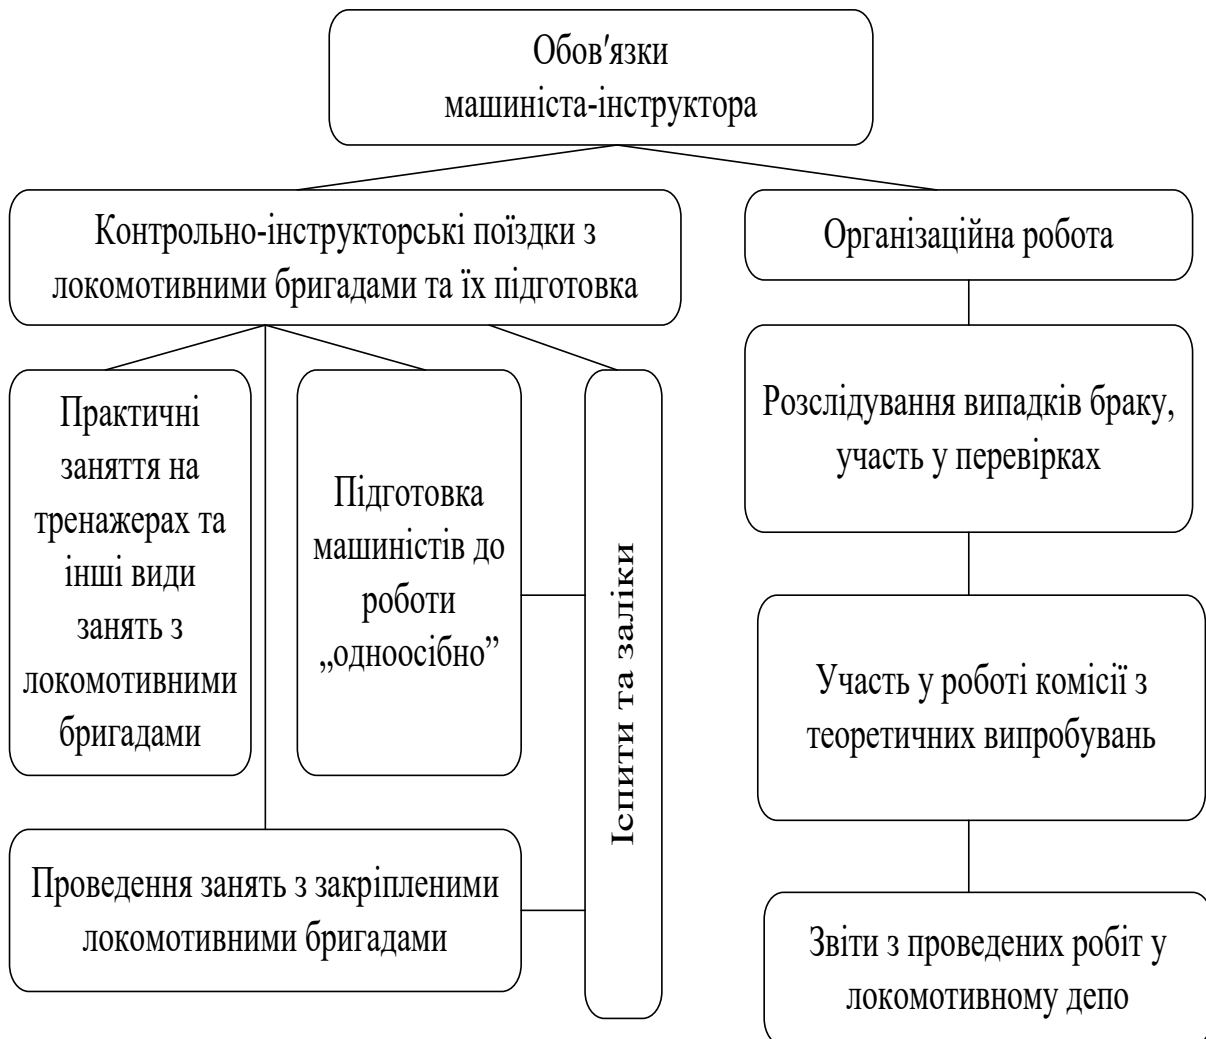 Обов'язки
машиніста-інструктора
Контрольно-інструкторські поїздки з
локомотивними бригадами та їх підготовка
Організаційна робота
Практичні
заняття на
тренажерах та
інші види
занять з
локомотивними
бригадами
Підготовка
машиністів до
роботи
„одноосібно”
Іспити та заліки
Розслідування випадків браку,
участь у перевірках
Участь у роботі комісії з
теоретичних випробувань
Проведення занять з закріпленими
локомотивними бригадами
Звіти з проведених робіт у
локомотивному депо